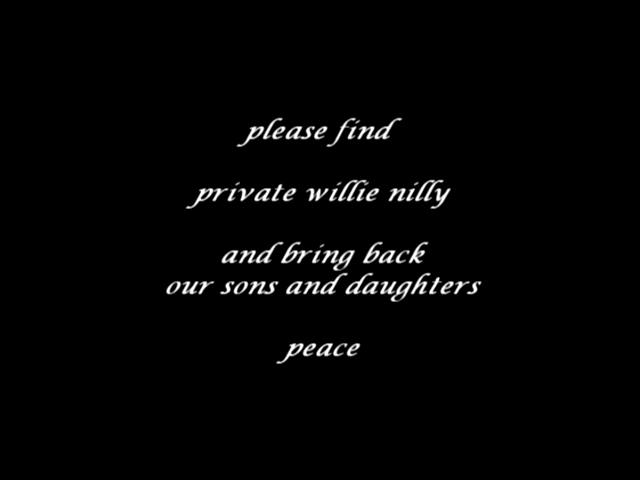 please find
private willie nilly
and bring back
our sons and daughters
peace